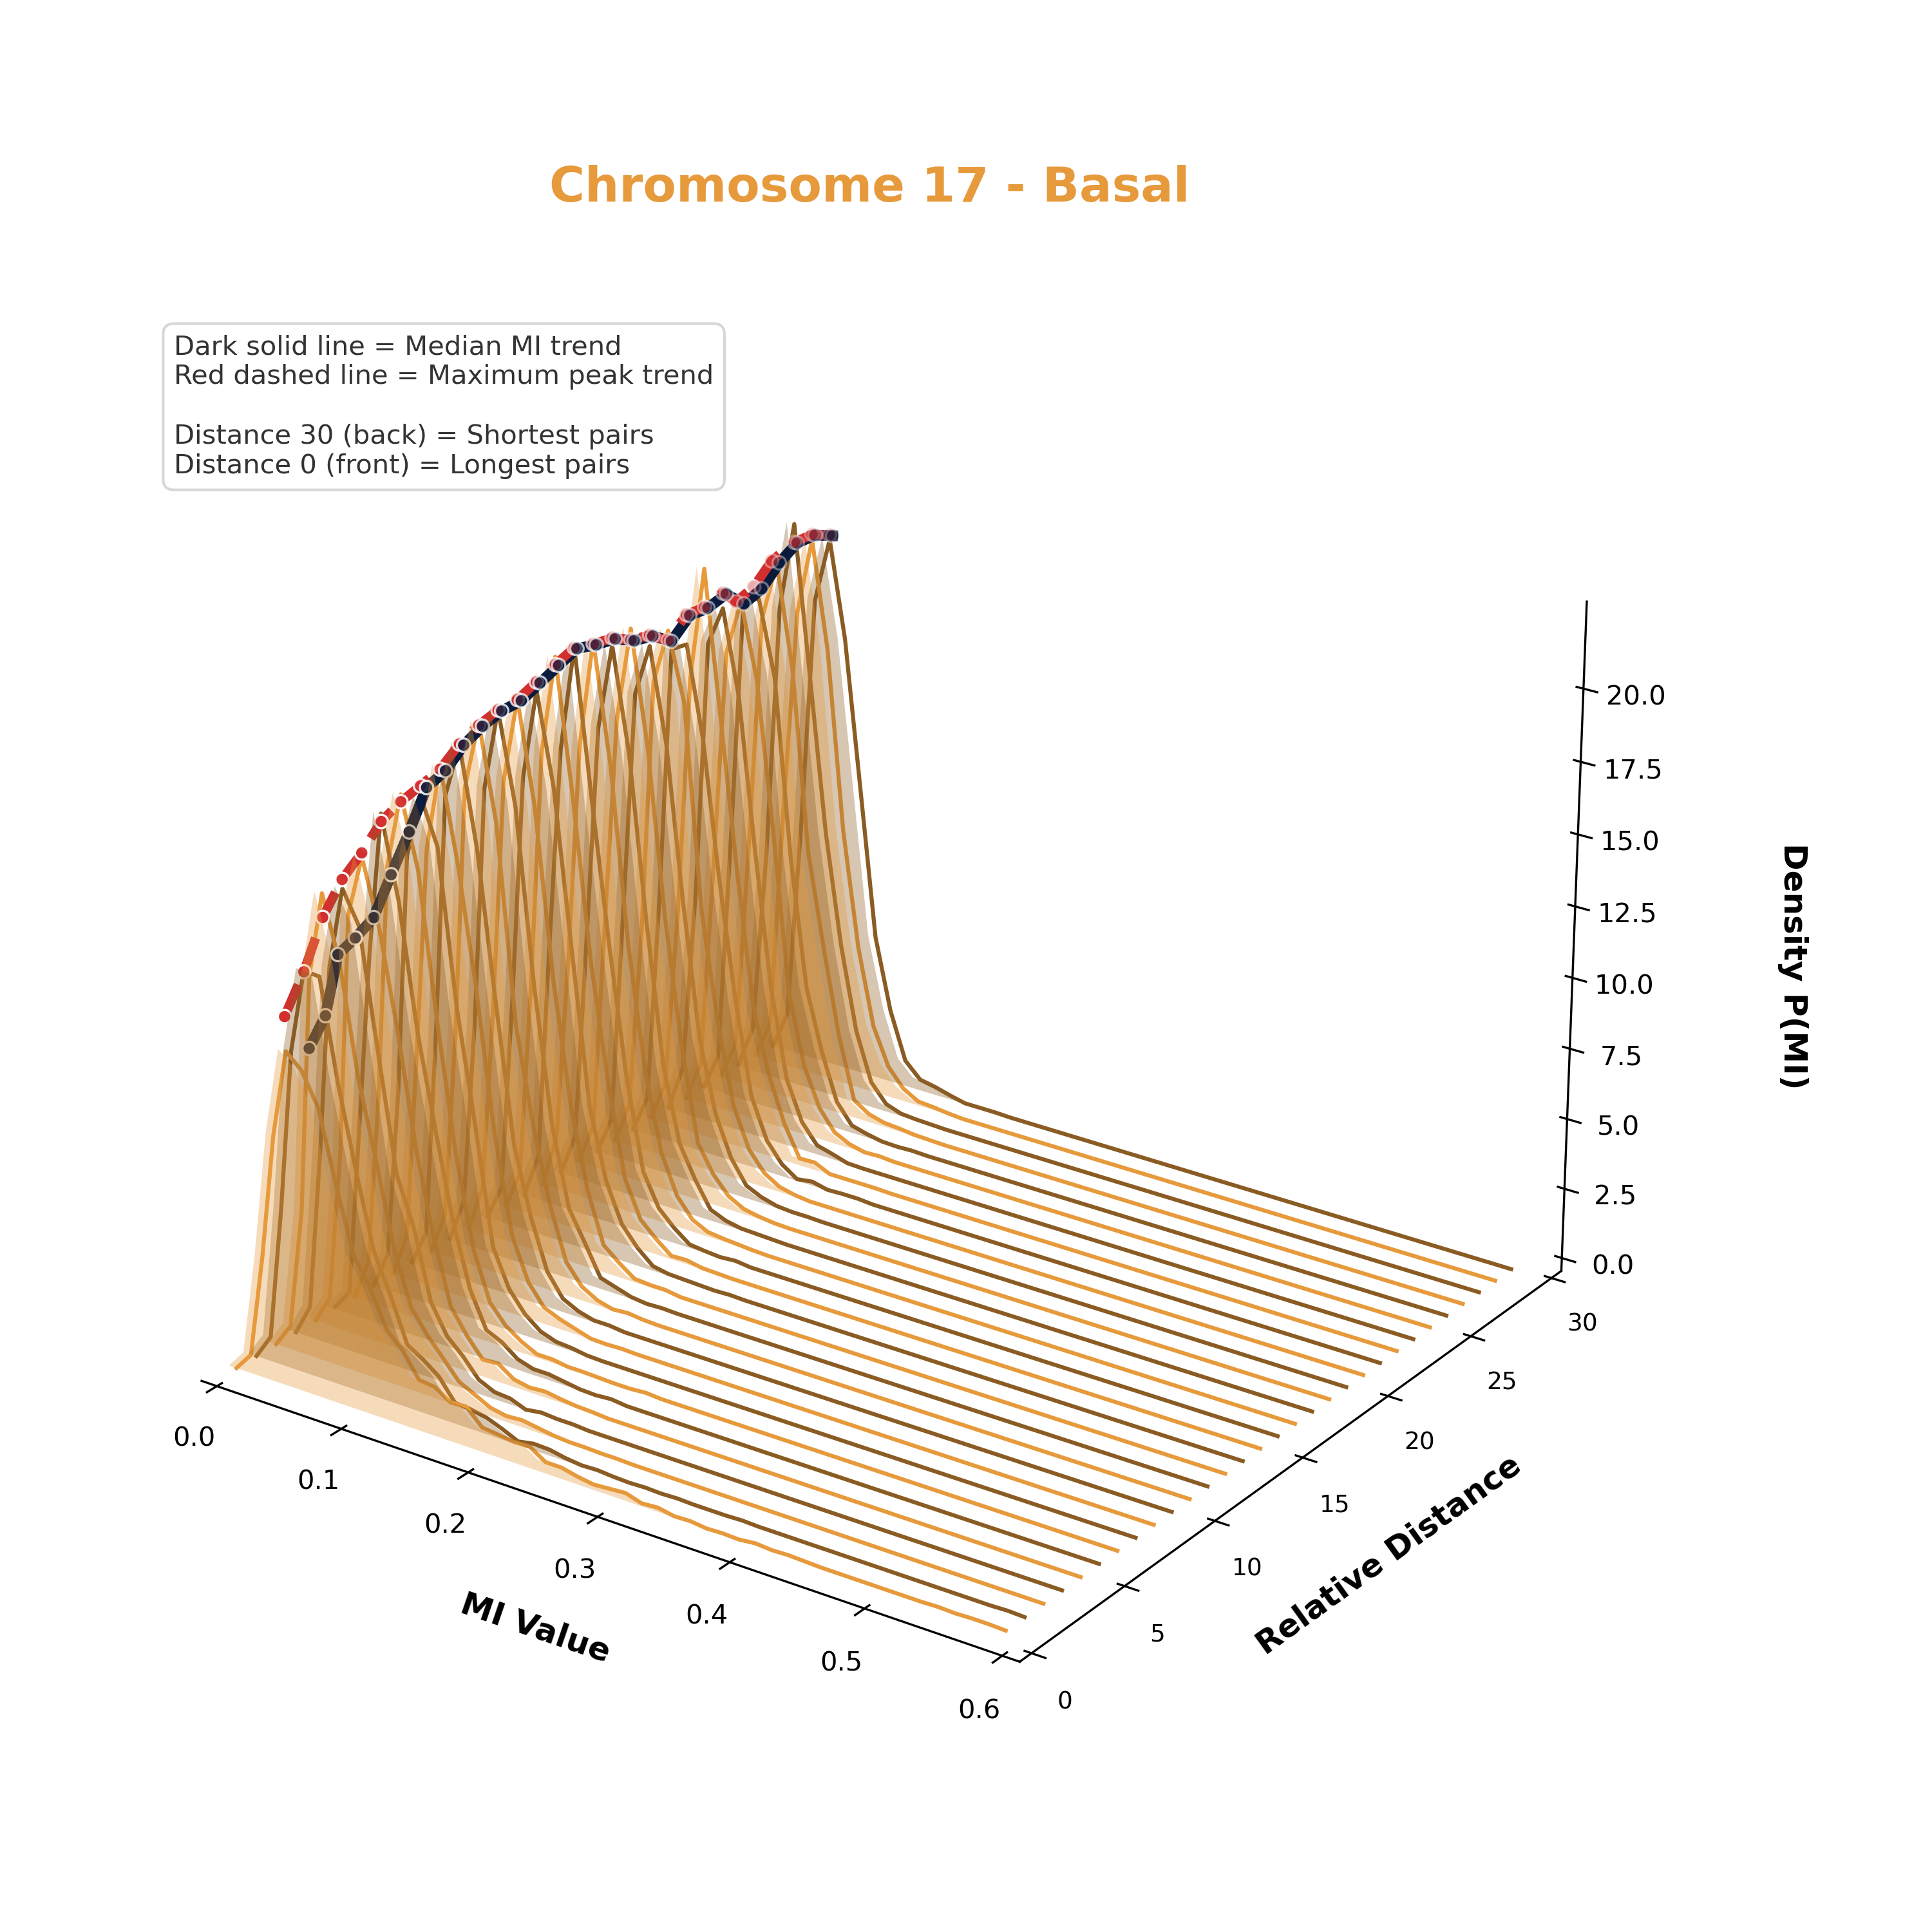 Chromosome 17 - Basal
Dark solid line = Median MI trend
Red dashed line = Maximum peak trend
Distance 30 (back) = Shortest pairs
Distance 0 (front) = Longest pairs
20.0
17.5
15.0
12.5
10.0
7.5
5.0
2.5
0.0
Density P(MI)
0.0
0.1
0.2
0.3
0.4
0.5
0.6
MI Value
0
5
10
15
20
25
30
Relative Distance